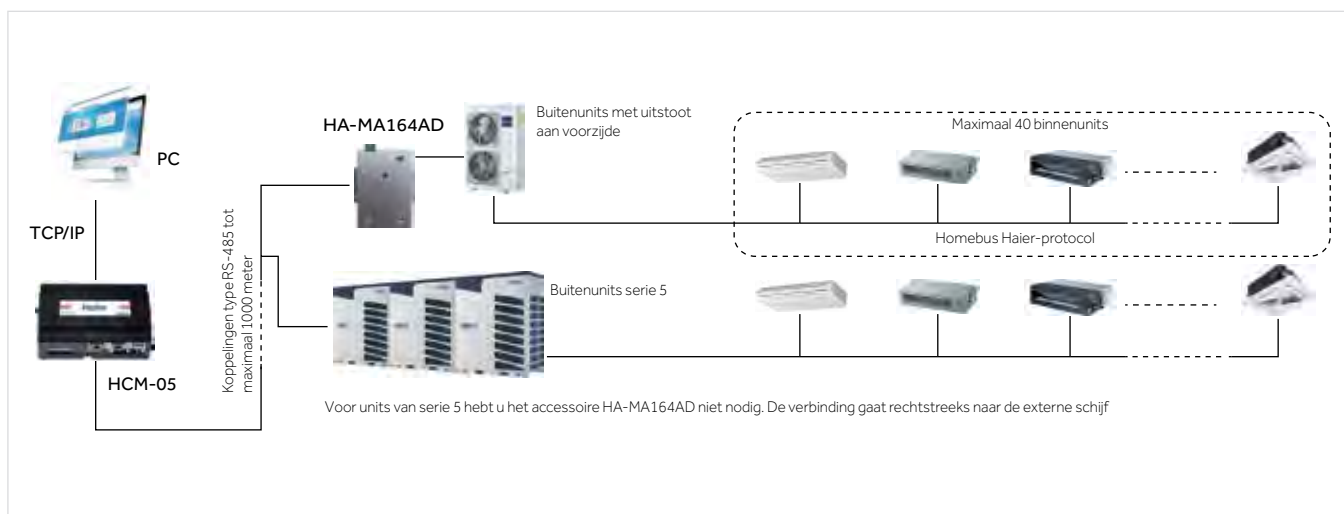 HA-MA164AD
Buitenunits met uitstoot
aan voorzijde
Maximaal 40 binnenunits
PC
TCP/IP
Koppelingen type RS-485 tot
maximaal 1000 meter
Homebus Haier-protocol
Buitenunits serie 5
HCM-05
Voor units van serie 5 hebt u het accessoire HA-MA164AD niet nodig. De verbinding gaat rechtstreeks naar de externe schijf